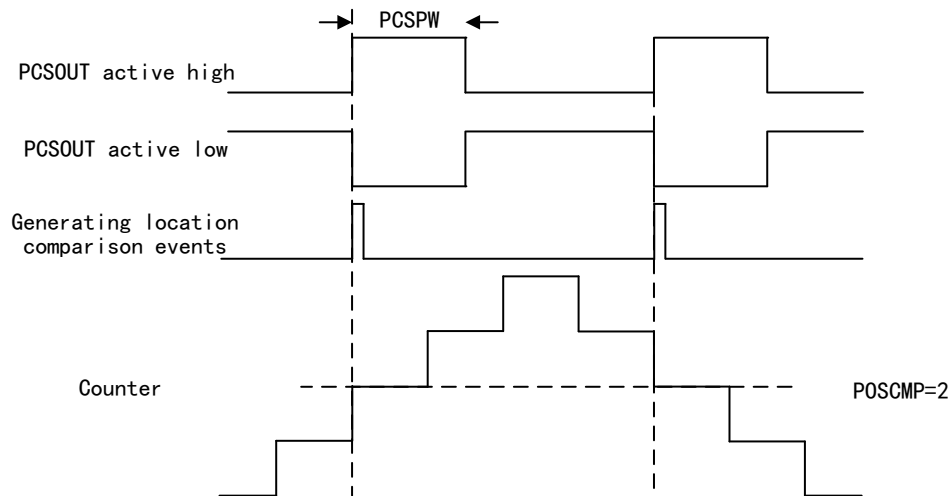 PCSPW
PCSOUT active high
PCSOUT active low
Generating location
comparison events
Counter
POSCMP=2